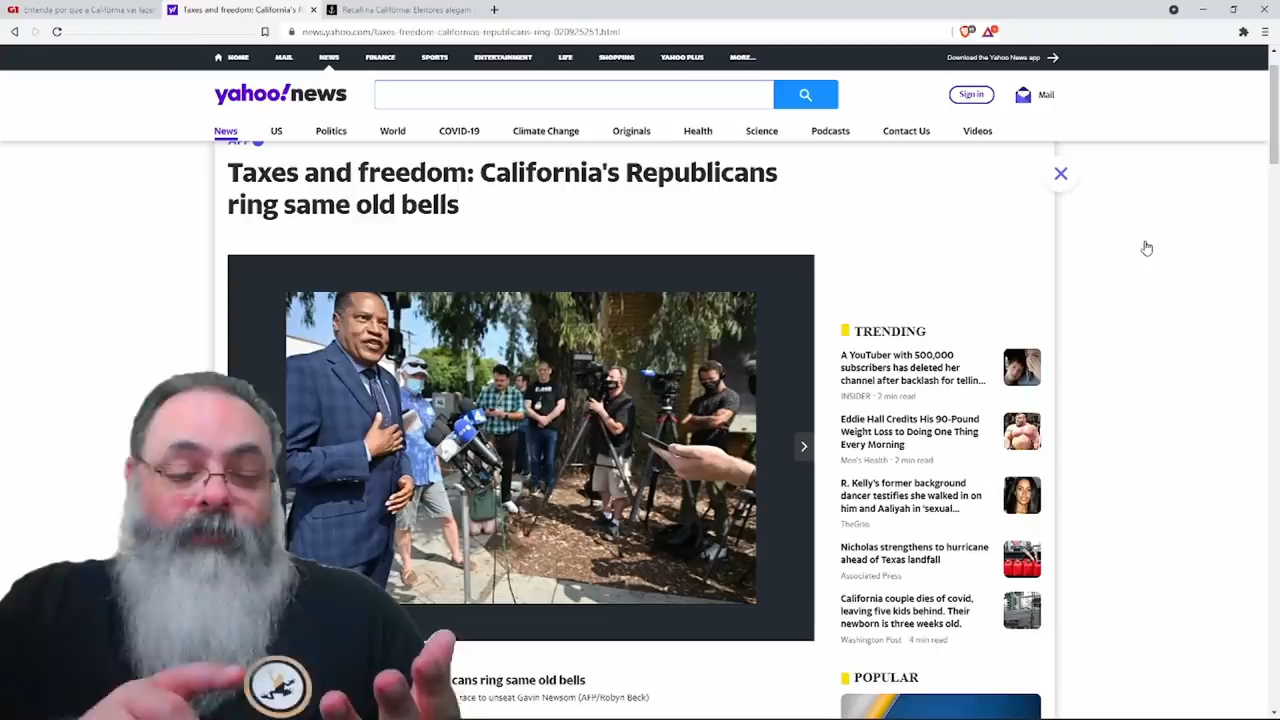 Entenda por que a Califórnia vai fazer
Taxes and freedom: California's R
Recall na Califórnia: Eleitores alegam
news.yahoo.com/taxes-freedom-californias-republicans-ring-020925251.html
HOME MAIL NEWS FINANCE SPORTS ENTERTAINMENT LIFE SHOPPING YAHOO PLUS MORE...
Download the Yahoo News app
yahoo!news
Sign in
Mail
News US Politics World COVID-19 Climate Change Originals Health Science Podcasts Contact Us Videos
Taxes and freedom: California's Republicans
ring same old bells
TRENDING
A YouTuber with 500,000
subscribers has deleted her
channel after backlash for tellin...
INSIDER · 2 min read
Eddie Hall Credits His 90-Pound
Weight Loss to Doing One Thing
Every Morning
Men's Health · 2 min read
R. Kelly's former background
dancer testifies she walked in on
him and Aaliyah in 'sexual...
TheGrio
Nicholas strengthens to hurricane
ahead of Texas landfall
Associated Press
California couple dies of covid,
leaving five kids behind. Their
newborn is three weeks old.
Washington Post · 4 min read
POPULAR
cans ring same old bells
race to unseat Gavin Newsom (AFP/Robyn Beck)